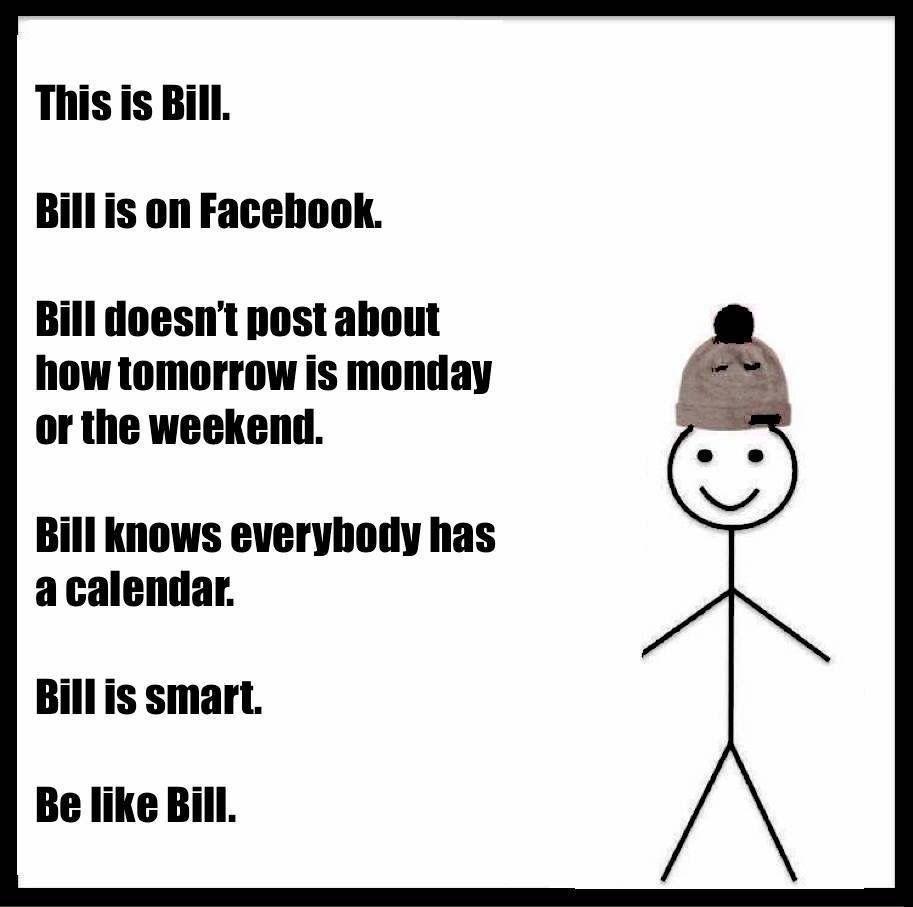 This is Bill.
Bill is on Facebook.
Bill doesn’t post about
how tomorrow is monday
or the weekend.
Bill knows everybody has
a calendar.
Bill is smart.
Be like Bill.